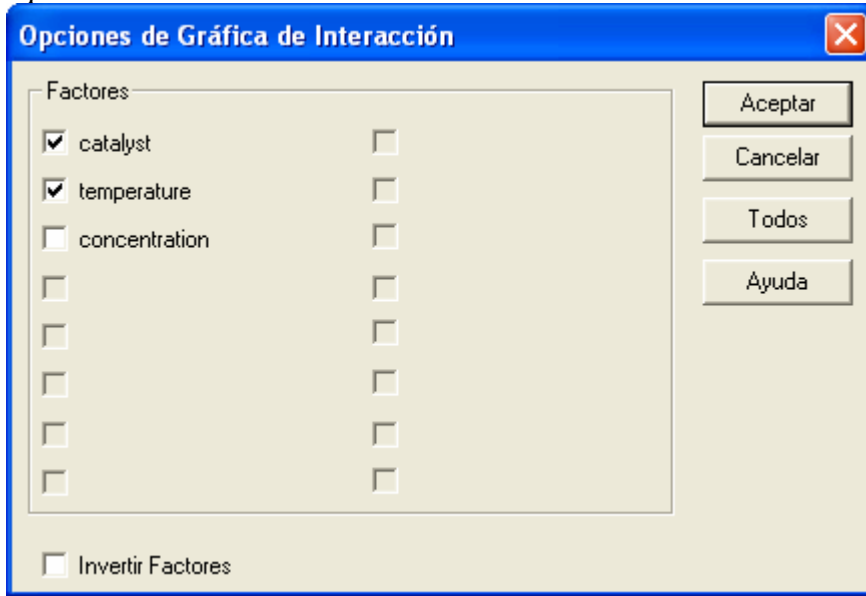 Opciones de Gráfica de Interacción
Factores
catalyst
temperature
concentration
Invertir Factores
Aceptar
Cancelar
Todos
Ayuda